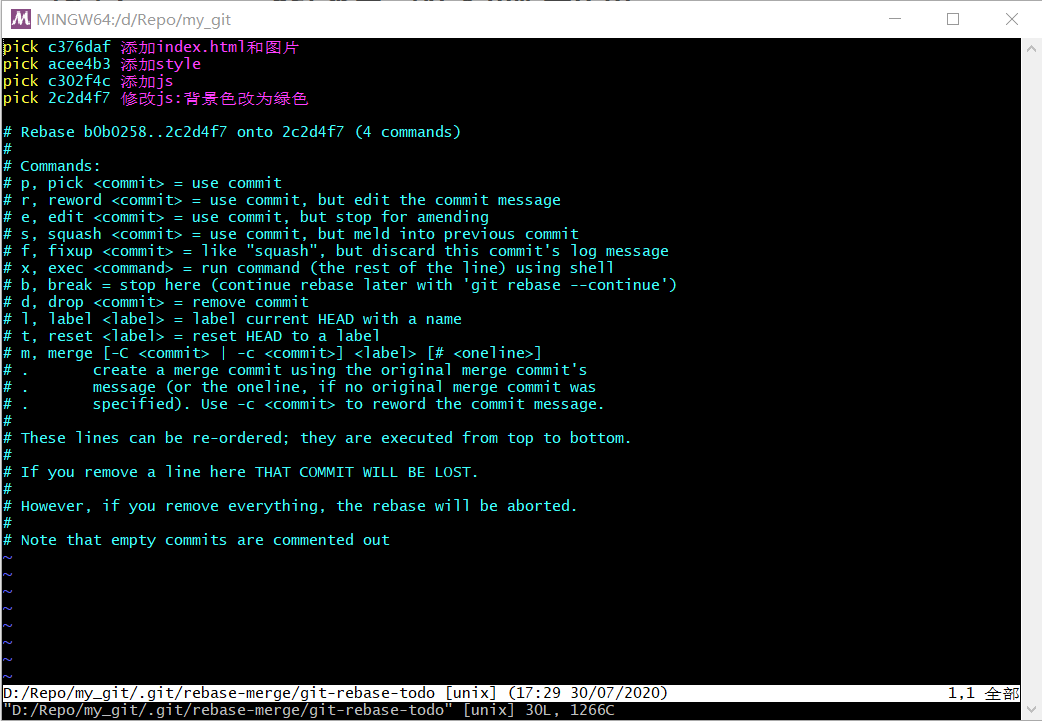 MINGW64:/d/Repo/my_git
pick c376daf 添加index.html和图片
pick acee4b3 添加style
pick c302f4c 添加js
pick 2c2d4f7 修改js:背景色改为绿色
# Rebase b0b0258..2c2d4f7 onto 2c2d4f7 (4 commands)
#
# Commands:
# p, pick <commit> = use commit
# r, reword <commit> = use commit, but edit the commit message
# e, edit <commit> = use commit, but stop for amending
# s, squash <commit> = use commit, but meld into previous commit
# f, fixup <commit> = like "squash", but discard this commit's log message
# x, exec <command> = run command (the rest of the line) using shell
# b, break = stop here (continue rebase later with 'git rebase --continue')
# d, drop <commit> = remove commit
# l, label <label> = label current HEAD with a name
# t, reset <label> = reset HEAD to a label
# m, merge [-C <commit> | -c <commit>] <label> [# <oneline>]
# .       create a merge commit using the original merge commit's
# .       message (or the oneline, if no original merge commit was
# .       specified). Use -c <commit> to reword the commit message.
#
# These lines can be re-ordered; they are executed from top to bottom.
#
# If you remove a line here THAT COMMIT WILL BE LOST.
#
# However, if you remove everything, the rebase will be aborted.
#
# Note that empty commits are commented out
~
~
~
~
~
~
~
~
D:/Repo/my_git/.git/rebase-merge/git-rebase-todo [unix] (17:29 30/07/2020) 1,1 全部
"D:/Repo/my_git/.git/rebase-merge/git-rebase-todo" [unix] 30L, 1266C